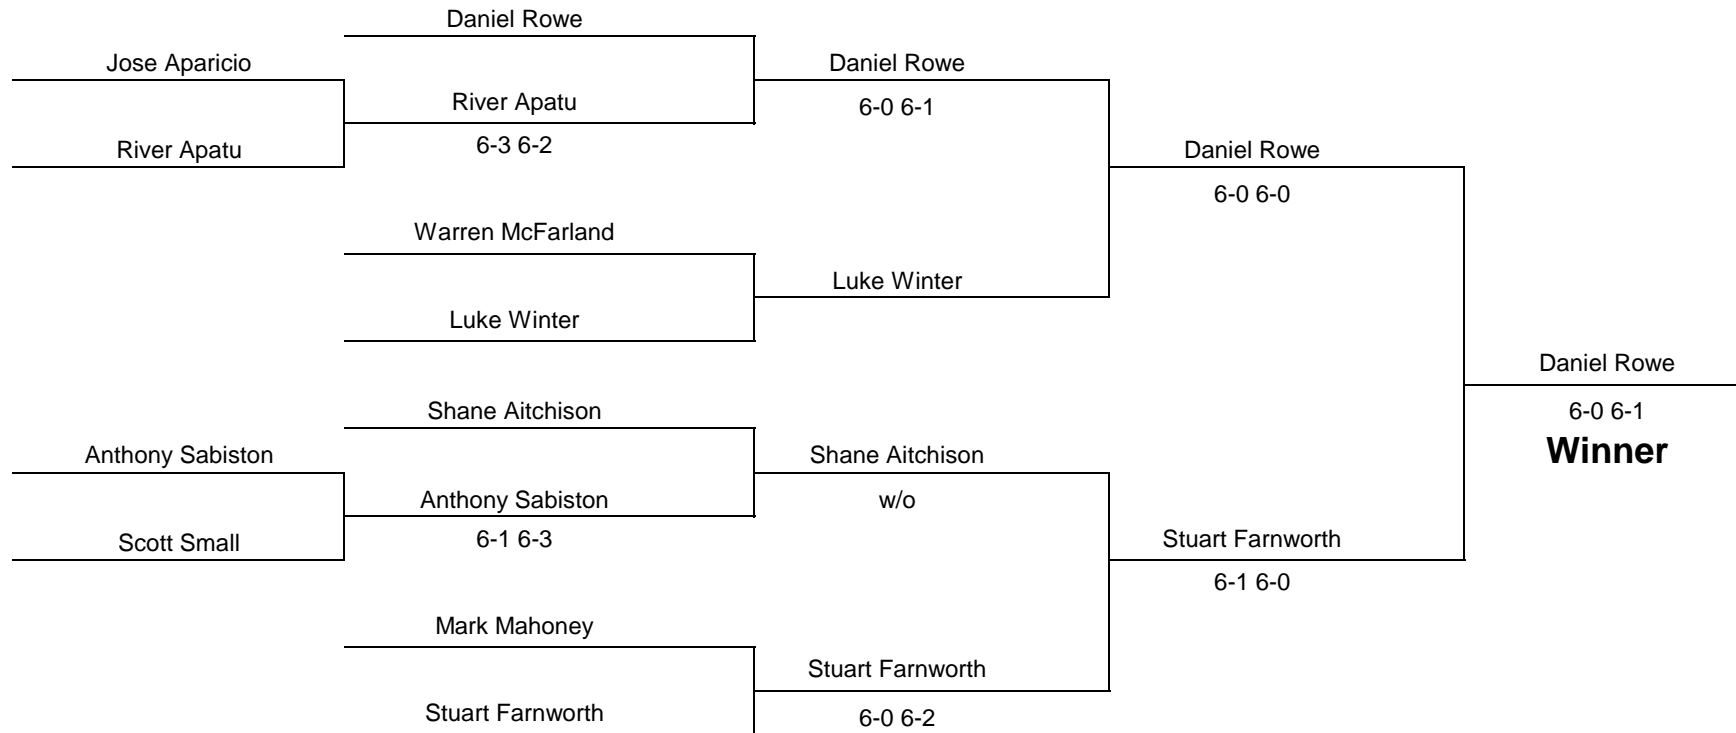 Daniel Rowe
Jose Aparicio
Daniel Rowe
River Apatu
6-0 6-1
6-3 6-2
River Apatu
Daniel Rowe
6-0 6-0
Warren McFarland
Luke Winter
Luke Winter
Daniel Rowe
Shane Aitchison
6-0 6-1
Winner
Anthony Sabiston
Shane Aitchison
Anthony Sabiston
w/o
Scott Small
6-1 6-3
Stuart Farnworth
6-1 6-0
Mark Mahoney
Stuart Farnworth
Stuart Farnworth
6-0 6-2